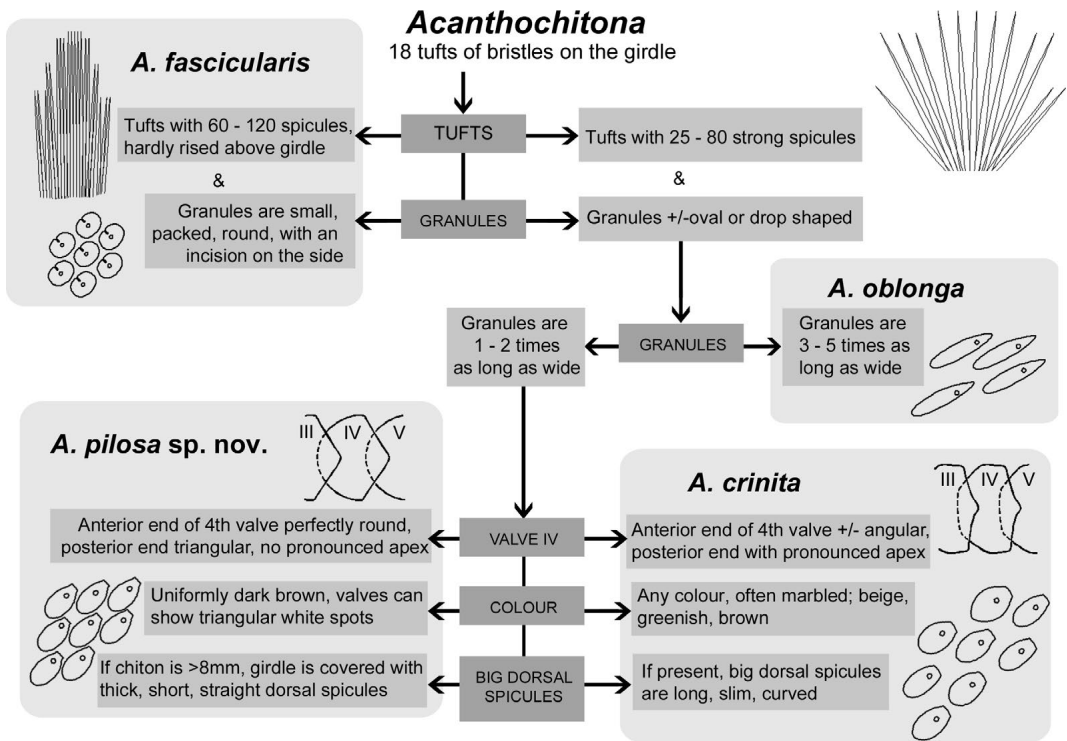 Acanthochitona
18 tufts of bristles on the girdle
A. fascicularis
Tufts with 60 - 120 spicules,
hardly rised above girdle
TUFTS
Tufts with 25 - 80 strong spicules
&
&
Granules are small,
packed, round, with an
incision on the side
GRANULES
Granules +/-oval or drop shaped
A. oblonga
Granules are
1 - 2 times
as long as wide
GRANULES
Granules are
3 - 5 times as
long as wide
A. pilosa sp. nov.
III IV V
A. crinita
III IV V
Anterior end of 4th valve perfectly round,
posterior end triangular, no pronounced apex
VALVE IV
Anterior end of 4th valve +/- angular,
posterior end with pronounced apex
Uniformly dark brown, valves can
show triangular white spots
COLOUR
Any colour, often marbled; beige,
greenish, brown
If chiton is >8mm, girdle is covered with
thick, short, straight dorsal spicules
BIG DORSAL
SPICULES
If present, big dorsal spicules
are long, slim, curved